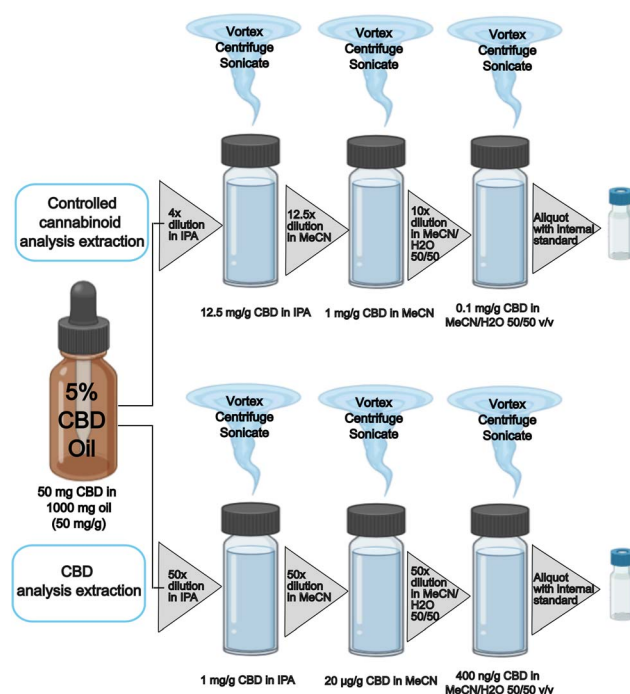 Vortex
Centrifuge
Sonicate
Vortex
Centrifuge
Sonicate
Vortex
Centrifuge
Sonicate
Controlled
cannabinoid
analysis extraction
4x
dilution
in IPA
12.5x
dilution
in MeCN
10x
dilution
in MeCN/
H2O
50/50
Aliquot
with internal
standard
12.5 mg/g CBD in IPA
1 mg/g CBD in MeCN
0.1 mg/g CBD in
MeCN/H2O 50/50 v/v
5%
CBD
Oil
50 mg CBD in
1000 mg oil
(50 mg/g)
Vortex
Centrifuge
Sonicate
Vortex
Centrifuge
Sonicate
Vortex
Centrifuge
Sonicate
CBD
analysis extraction
50x
dilution
in IPA
50x
dilution
in MeCN
50x
dilution
in MeCN/
H2O
50/50
Aliquot
with internal
standard
1 mg/g CBD in IPA
20 µg/g CBD in MeCN
400 ng/g CBD in
MeCN/H2O 50/50 v/v